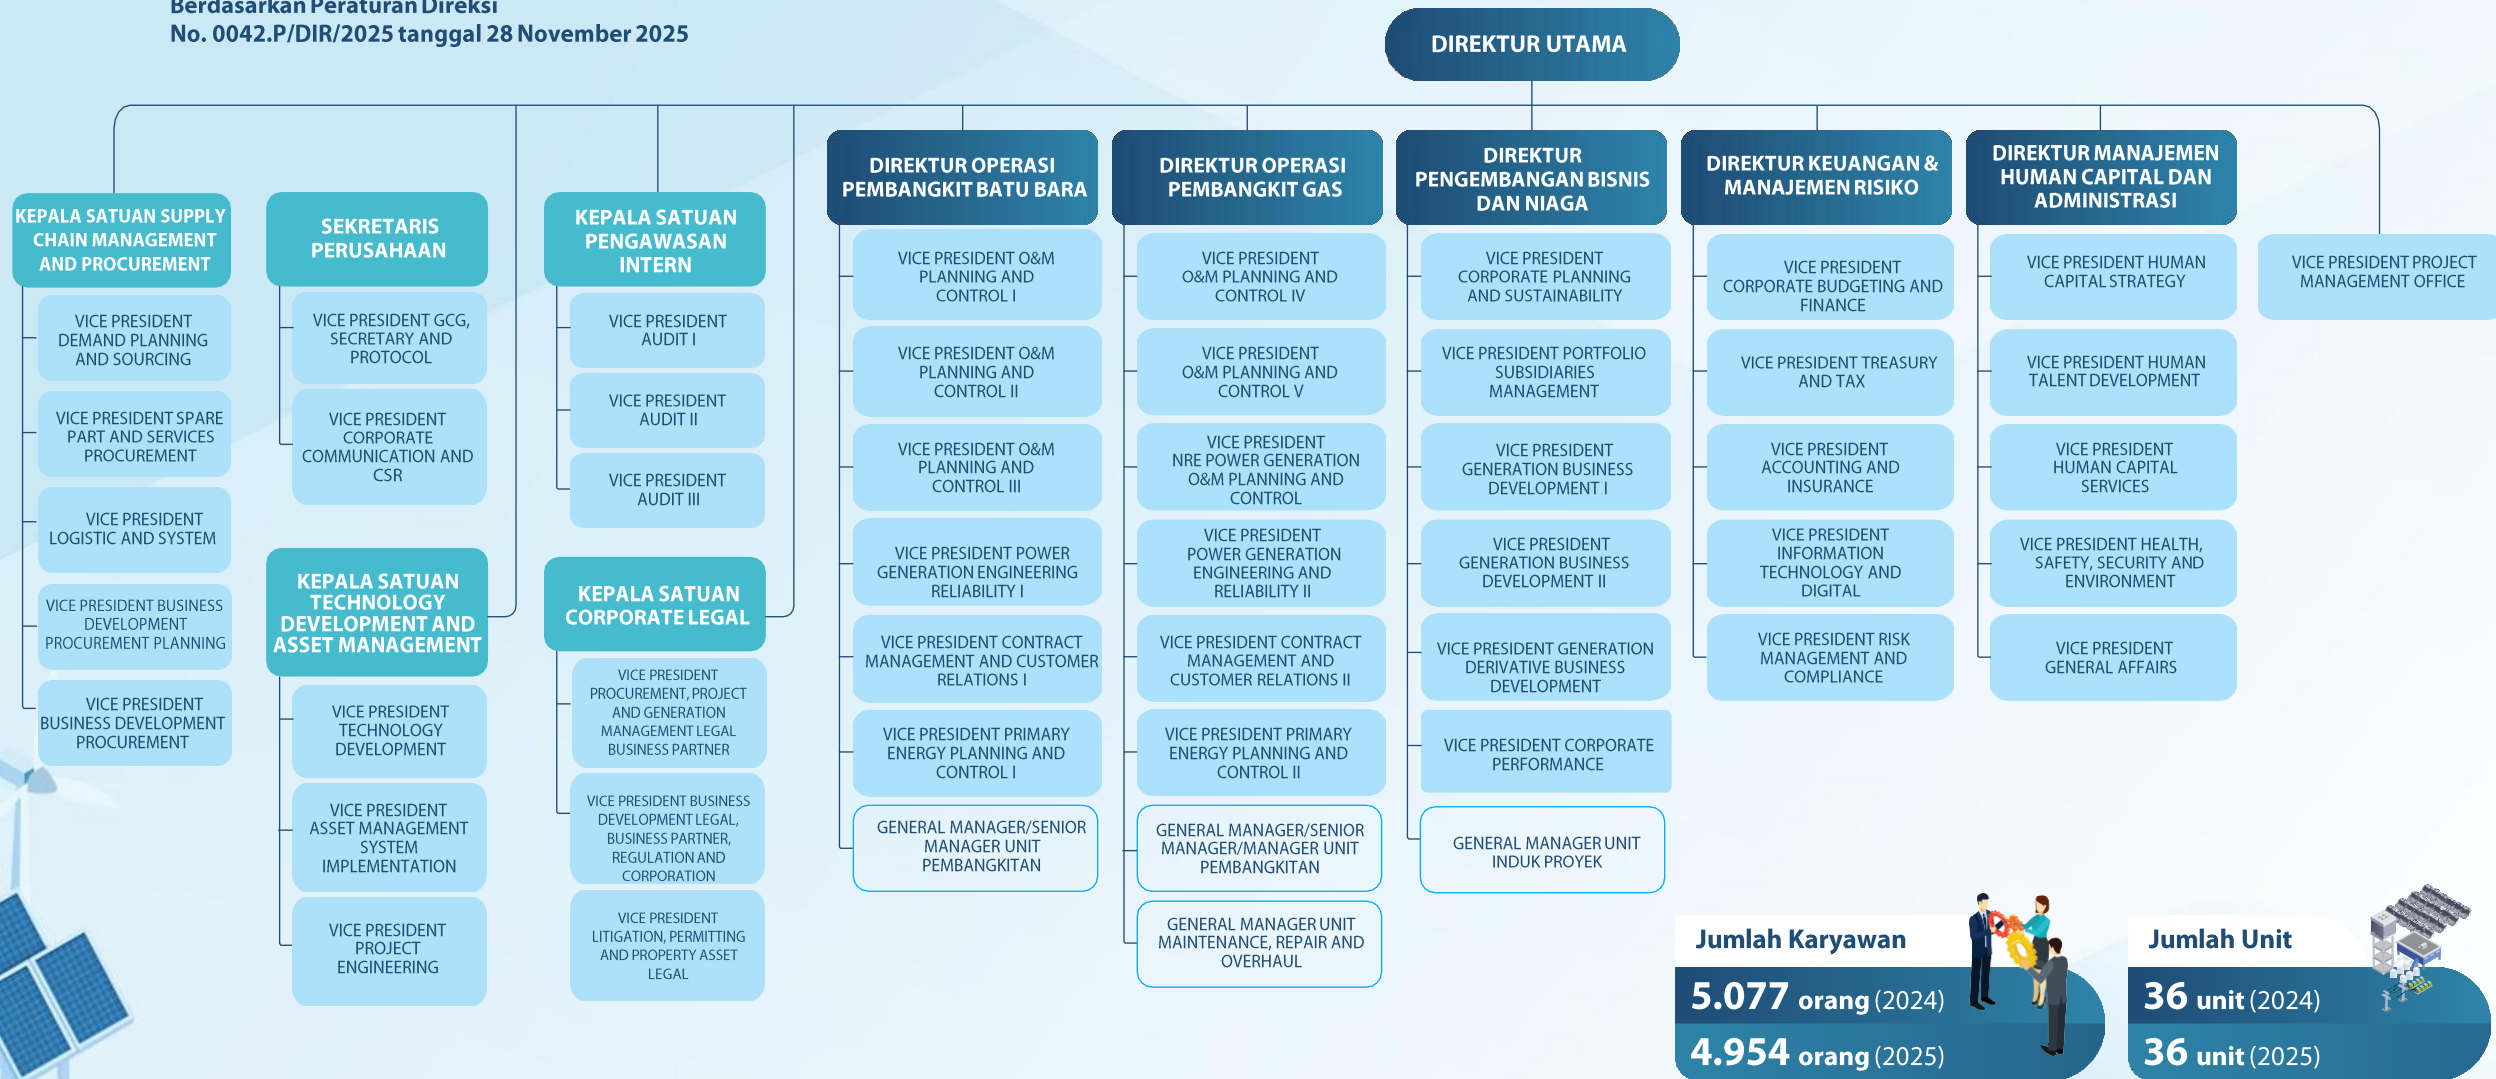 Berdasarkan Peraturan Direksi
No. 0042.P/DIR/2025 tanggal 28 November 2025
DIREKTUR UTAMA
KEPALA SATUAN SUPPLY
CHAIN MANAGEMENT
AND PROCUREMENT
VICE PRESIDENT
DEMAND PLANNING
AND SOURCING
VICE PRESIDENT SPARE
PART AND SERVICES
PROCUREMENT
VICE PRESIDENT
LOGISTIC AND SYSTEM
VICE PRESIDENT BUSINESS
DEVELOPMENT
PROCUREMENT PLANNING
VICE PRESIDENT
BUSINESS DEVELOPMENT
PROCUREMENT
SEKRETARIS
PERUSAHAAN
VICE PRESIDENT GCG,
SECRETARY AND
PROTOCOL
VICE PRESIDENT
CORPORATE
COMMUNICATION AND
CSR
KEPALA SATUAN
TECHNOLOGY
DEVELOPMENT AND
ASSET MANAGEMENT
VICE PRESIDENT
TECHNOLOGY
DEVELOPMENT
VICE PRESIDENT
ASSET MANAGEMENT
SYSTEM
IMPLEMENTATION
VICE PRESIDENT
PROJECT
ENGINEERING
KEPALA SATUAN
PENGAWASAN
INTERN
VICE PRESIDENT
AUDIT I
VICE PRESIDENT
AUDIT II
VICE PRESIDENT
AUDIT III
KEPALA SATUAN
CORPORATE LEGAL
VICE PRESIDENT
PROCUREMENT, PROJECT
AND GENERATION
MANAGEMENT LEGAL
BUSINESS PARTNER
VICE PRESIDENT BUSINESS
DEVELOPMENT LEGAL,
BUSINESS PARTNER,
REGULATION AND
CORPORATION
VICE PRESIDENT
LITIGATION, PERMITTING
AND PROPERTY ASSET
LEGAL
DIREKTUR OPERASI
PEMBANGKIT BATU BARA
VICE PRESIDENT O&M
PLANNING AND
CONTROL I
VICE PRESIDENT O&M
PLANNING AND
CONTROL II
VICE PRESIDENT O&M
PLANNING AND
CONTROL III
VICE PRESIDENT POWER
GENERATION ENGINEERING
RELIABILITY I
VICE PRESIDENT CONTRACT
MANAGEMENT AND CUSTOMER
RELATIONS I
VICE PRESIDENT PRIMARY
ENERGY PLANNING AND
CONTROL I
GENERAL MANAGER/SENIOR
MANAGER UNIT
PEMBANGKITAN
DIREKTUR OPERASI
PEMBANGKIT GAS
VICE PRESIDENT
O&M PLANNING AND
CONTROL IV
VICE PRESIDENT
O&M PLANNING AND
CONTROL V
VICE PRESIDENT
NRE POWER GENERATION
O&M PLANNING AND
CONTROL
VICE PRESIDENT
POWER GENERATION
ENGINEERING AND
RELIABILITY II
VICE PRESIDENT CONTRACT
MANAGEMENT AND
CUSTOMER RELATIONS II
VICE PRESIDENT PRIMARY
ENERGY PLANNING AND
CONTROL II
GENERAL MANAGER/SENIOR
MANAGER/MANAGER UNIT
PEMBANGKITAN
GENERAL MANAGER UNIT
MAINTENANCE, REPAIR AND
OVERHAUL
DIREKTUR
PENGEMBANGAN BISNIS
DAN NIAGA
VICE PRESIDENT
CORPORATE PLANNING
AND SUSTAINABILITY
VICE PRESIDENT PORTFOLIO
SUBSIDIARIES
MANAGEMENT
VICE PRESIDENT
GENERATION BUSINESS
DEVELOPMENT I
VICE PRESIDENT
GENERATION BUSINESS
DEVELOPMENT II
VICE PRESIDENT GENERATION
DERIVATIVE BUSINESS
DEVELOPMENT
VICE PRESIDENT CORPORATE
PERFORMANCE
GENERAL MANAGER UNIT
INDUK PROYEK
DIREKTUR KEUANGAN &
MANAJEMEN RISIKO
VICE PRESIDENT
CORPORATE BUDGETING AND
FINANCE
VICE PRESIDENT TREASURY
AND TAX
VICE PRESIDENT
ACCOUNTING AND
INSURANCE
VICE PRESIDENT
INFORMATION
TECHNOLOGY AND
DIGITAL
VICE PRESIDENT RISK
MANAGEMENT AND
COMPLIANCE
DIREKTUR MANAJEMEN
HUMAN CAPITAL DAN
ADMINISTRASI
VICE PRESIDENT HUMAN
CAPITAL STRATEGY
VICE PRESIDENT HUMAN
TALENT DEVELOPMENT
VICE PRESIDENT
HUMAN CAPITAL
SERVICES
VICE PRESIDENT HEALTH,
SAFETY, SECURITY AND
ENVIRONMENT
VICE PRESIDENT
GENERAL AFFAIRS
VICE PRESIDENT PROJECT
MANAGEMENT OFFICE
Jumlah Karyawan
5.077 orang (2024)
4.954 orang (2025)
Jumlah Unit
36 unit (2024)
36 unit (2025)